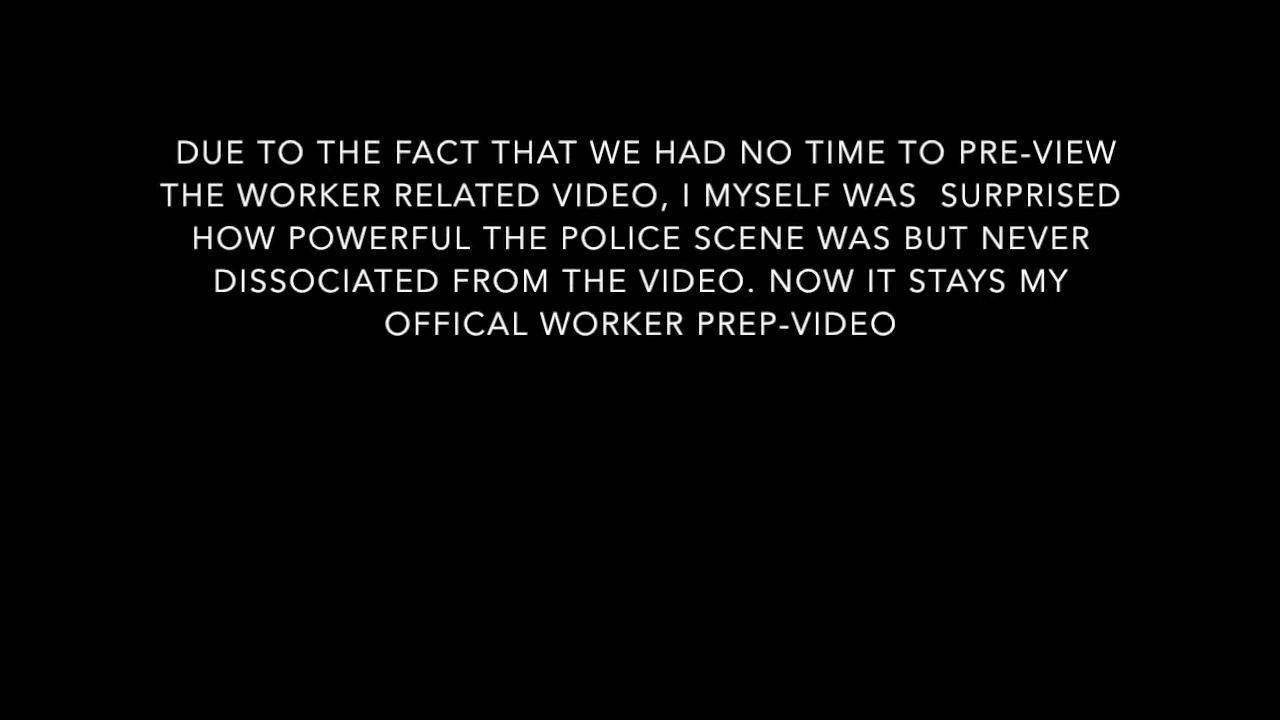 DUE TO THE FACT THAT WE HAD NO TIME TO PRE-VIEW
THE WORKER RELATED VIDEO, I MYSELF WAS  SURPRISED
HOW POWERFUL THE POLICE SCENE WAS BUT NEVER
DISSOCIATED FROM THE VIDEO. NOW IT STAYS MY
OFFICAL WORKER PREP-VIDEO